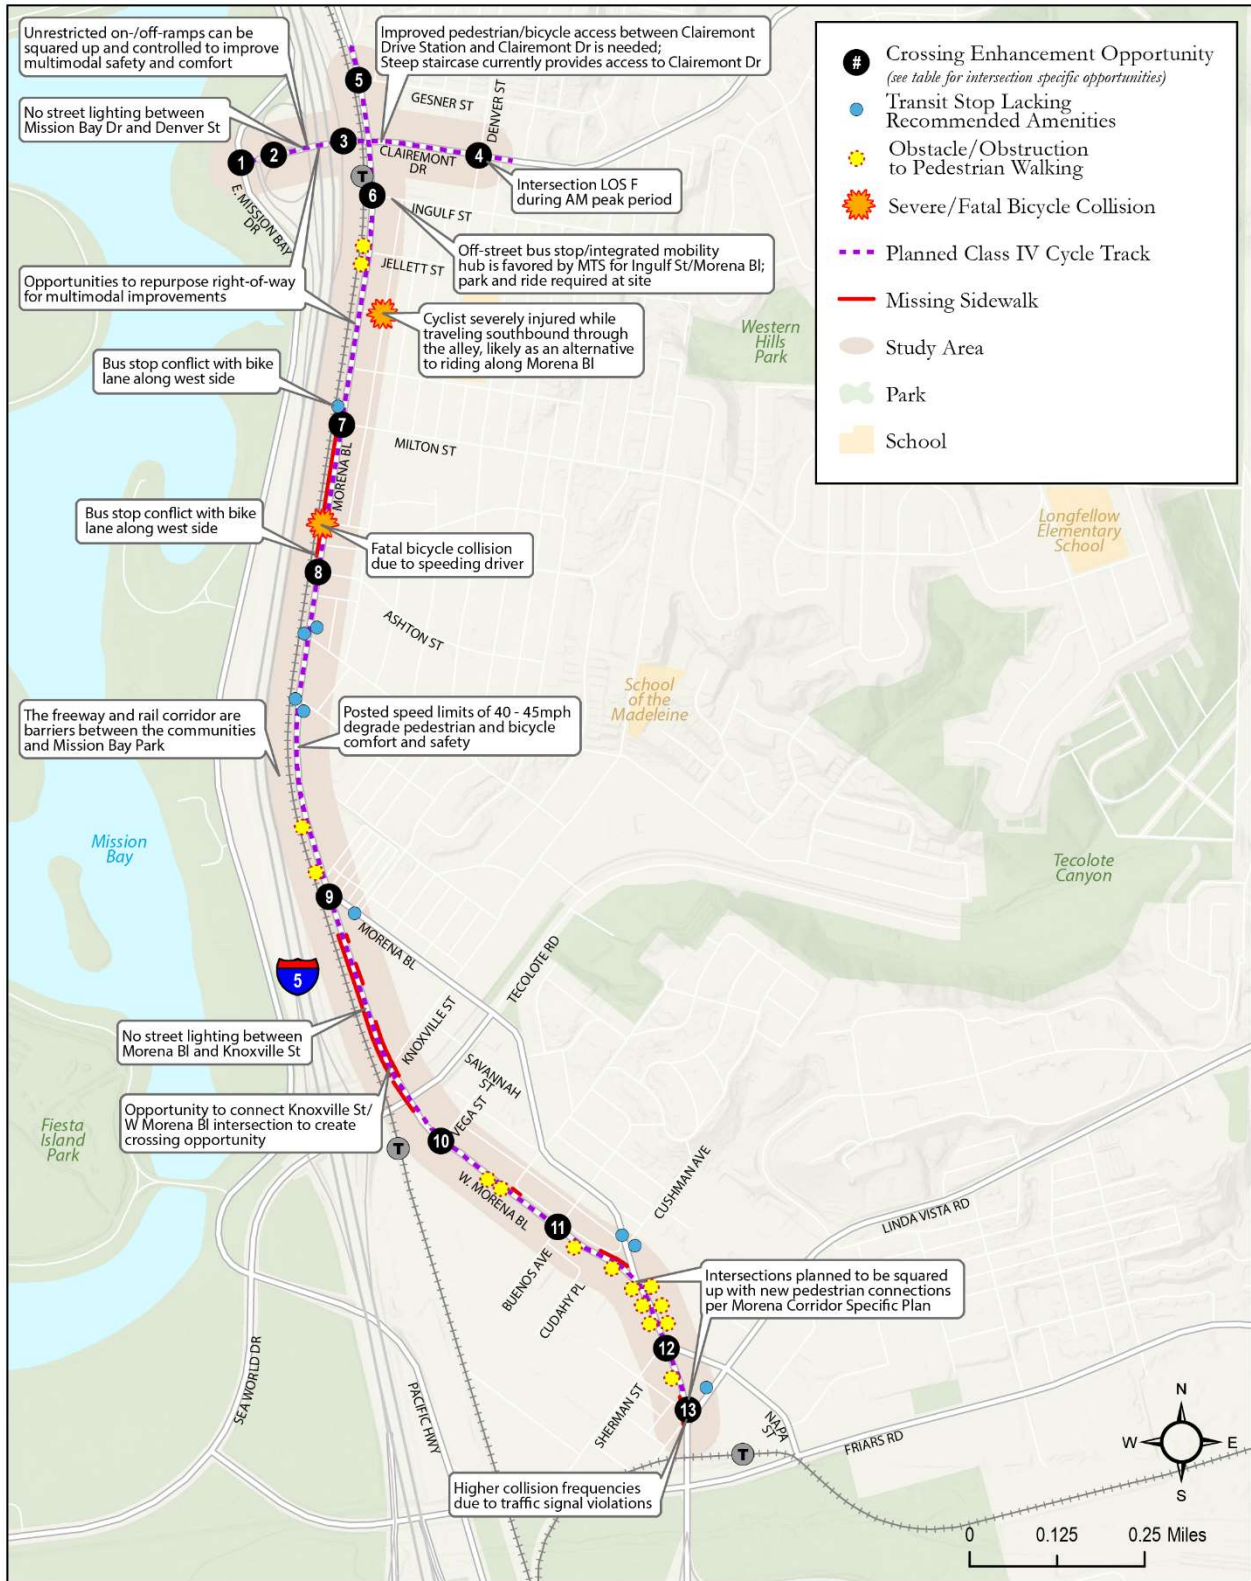 Unrestricted on-/off-ramps can be
squared up and controlled to improve
multimodal safety and comfort
Improved pedestrian/bicycle access between Clairemont
Drive Station and Clairemont Dr is needed;
Steep staircase currently provides access to Clairemont Dr
No street lighting between
Mission Bay Dr and Denver St
5
GESNER ST
DENVER ST
1
2
3
4
CLAIREMONT
DR
T
6
E. MISSION BAY
DR
Intersection LOS F
during AM peak period
INGULF ST
Off-street bus stop/integrated mobility
hub is favored by MTS for Ingulf St/Morena Bl;
park and ride required at site
JELLETT ST
Opportunities to repurpose right-of-way
for multimodal improvements
Cyclist severely injured while
traveling southbound through
the alley, likely as an alternative
to riding along Morena Bl
Western
Hills
Park
Bus stop conflict with bike
lane along west side
7
MILTON ST
MORENA BL
Bus stop conflict with bike
lane along west side
Fatal bicycle collision
due to speeding driver
8
Longfellow
Elementary
School
ASHTON ST
School
of the
Madeleine
The freeway and rail corridor are
barriers between the communities
and Mission Bay Park
Posted speed limits of 40 - 45mph
degrade pedestrian and bicycle
comfort and safety
Mission
Bay
Tecolote
Canyon
9
MORENA BL
TECOLOTE RD
5
No street lighting between
Morena Bl and Knoxville St
KNOXVILLE ST
SAVANNAH
ST
Opportunity to connect Knoxville St/
W Morena Bl intersection to create
crossing opportunity
VEGA ST
10
T
Fiesta
Island
Park
W. MORENA BL
CUSHMAN AVE
LINDA VISTA RD
11
BUENOS AVE
CUDAHY PL
Intersections planned to be squared
up with new pedestrian connections
per Morena Corridor Specific Plan
12
SEA WORLD DR
PACIFIC HWY
SHERMAN ST
13
NAPA
ST
FRIARS RD
T
Higher collision frequencies
due to traffic signal violations
#
Crossing Enhancement Opportunity
(see table for intersection specific opportunities)
Transit Stop Lacking
Recommended Amenities
Obstacle/Obstruction
to Pedestrian Walking
Severe/Fatal Bicycle Collision
Planned Class IV Cycle Track
Missing Sidewalk
Study Area
Park
School
N
W
E
S
0
0.125
0.25 Miles